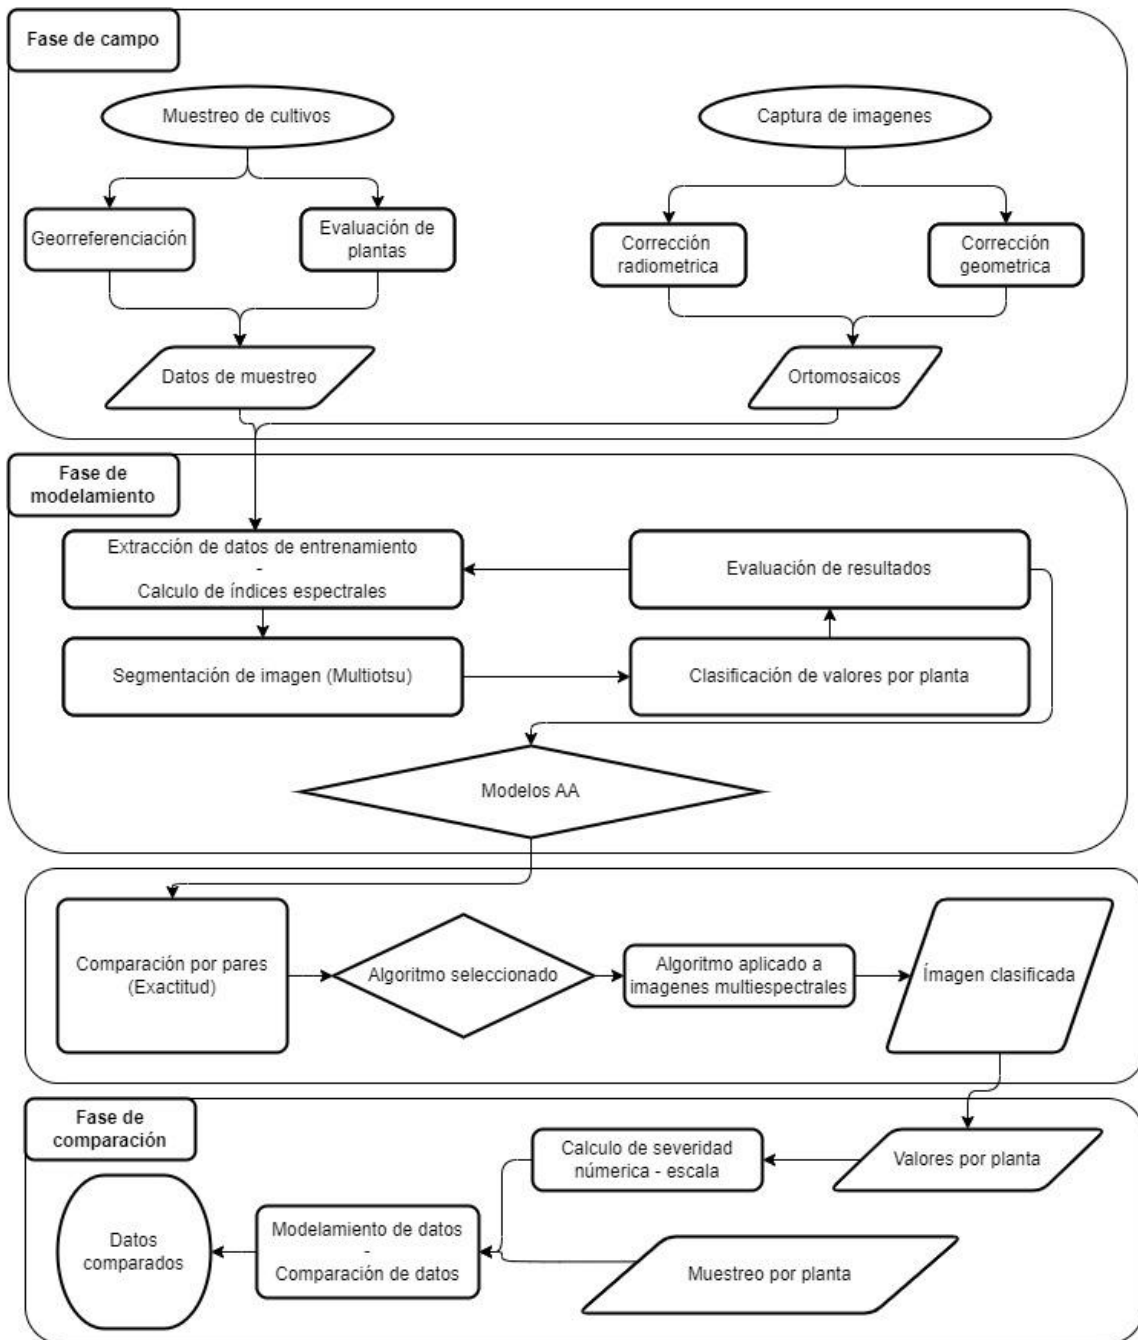 Fase de campo
Muestreo de cultivos
Captura de imagenes
Georreferenciación
Evaluación de
plantas
Corrección
radiometrica
Corrección
geometrica
Datos de muestreo
Ortomosaicos
Fase de
modelamiento
Extracción de datos de entrenamiento
-
Calculo de índices espectrales
Evaluación de resultados
Segmentación de imagen (Multiotsu)
Clasificación de valores por planta
Modelos AA
Comparación por pares
(Exactitud)
Algoritmo seleccionado
Algoritmo aplicado a
imagenes multiespectrales
Ímagen clasificada
Fase de
comparación
Calculo de severidad
númerica - escala
Valores por planta
Datos
comparados
Modelamiento de datos
-
Comparación de datos
Muestreo por planta